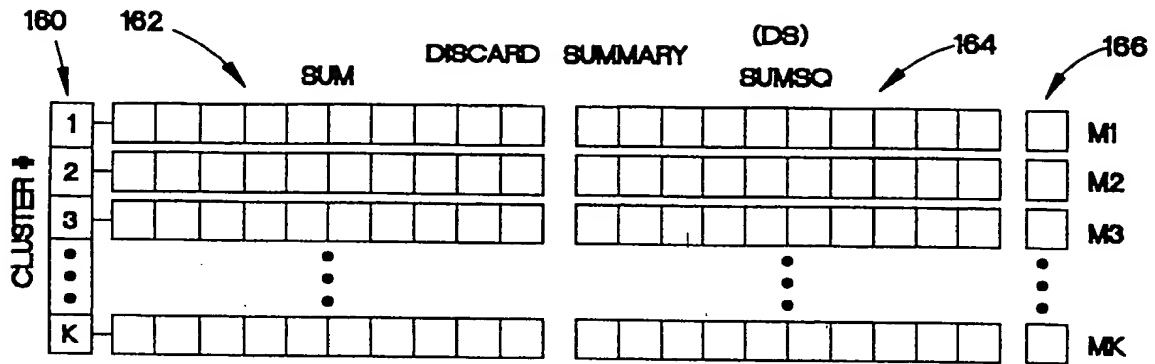 160
162
DISCARD SUMMARY
(DS)
164
166
SUM
SUMSQ
CLUSTER #
1
M1
2
M2
3
M3
K
MK